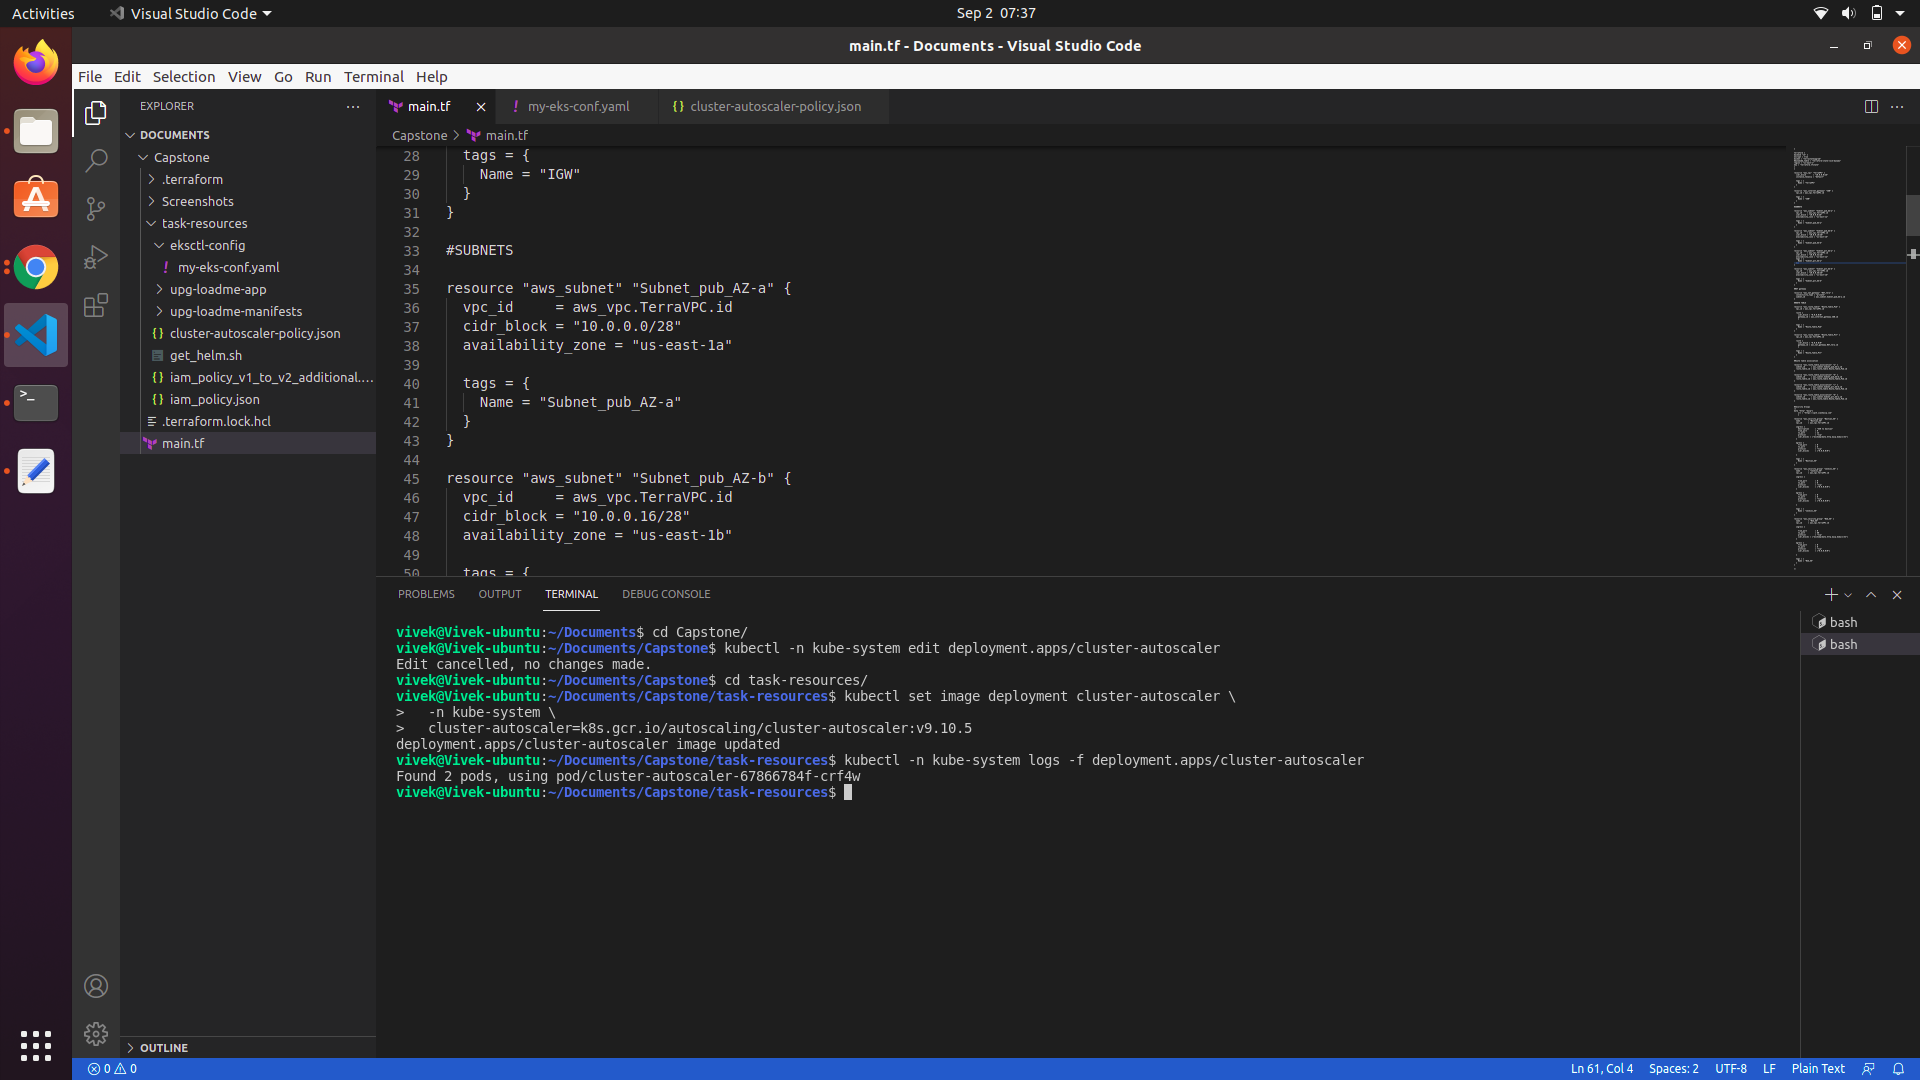 Activities
Visual Studio Code
Sep 2 07:37
main.tf - Documents - Visual Studio Code
File Edit Selection View Go Run Terminal Help
EXPLORER
DOCUMENTS
Capstone
.terraform
Screenshots
task-resources
eksctl-config
! my-eks-conf.yaml
upg-loadme-app
upg-loadme-manifests
{} cluster-autoscaler-policy.json
get_helm.sh
{} iam_policy_v1_to_v2_additional....
{} iam_policy.json
.terraform.lock.hcl
main.tf
OUTLINE
main.tf
! my-eks-conf.yaml
{} cluster-autoscaler-policy.json
Capstone > main.tf
28 tags = {
29 Name = "IGW"
30 }
31 }
32
33 #SUBNETS
34
35 resource "aws_subnet" "Subnet_pub_AZ-a" {
36 vpc_id     = aws_vpc.TerraVPC.id
37 cidr_block = "10.0.0.0/28"
38 availability_zone = "us-east-1a"
39
40 tags = {
41 Name = "Subnet_pub_AZ-a"
42 }
43 }
44
45 resource "aws_subnet" "Subnet_pub_AZ-b" {
46 vpc_id     = aws_vpc.TerraVPC.id
47 cidr_block = "10.0.0.16/28"
48 availability_zone = "us-east-1b"
49
50 tags = {
PROBLEMS OUTPUT TERMINAL DEBUG CONSOLE
vivek@Vivek-ubuntu:~/Documents$ cd Capstone/
vivek@Vivek-ubuntu:~/Documents/Capstone$ kubectl -n kube-system edit deployment.apps/cluster-autoscaler
Edit cancelled, no changes made.
vivek@Vivek-ubuntu:~/Documents/Capstone$ cd task-resources/
vivek@Vivek-ubuntu:~/Documents/Capstone/task-resources$ kubectl set image deployment cluster-autoscaler \
>   -n kube-system \
>   cluster-autoscaler=k8s.gcr.io/autoscaling/cluster-autoscaler:v9.10.5
deployment.apps/cluster-autoscaler image updated
vivek@Vivek-ubuntu:~/Documents/Capstone/task-resources$ kubectl -n kube-system logs -f deployment.apps/cluster-autoscaler
Found 2 pods, using pod/cluster-autoscaler-67866784f-crf4w
vivek@Vivek-ubuntu:~/Documents/Capstone/task-resources$
bash
bash
0 0
Ln 61, Col 4 Spaces: 2 UTF-8 LF Plain Text